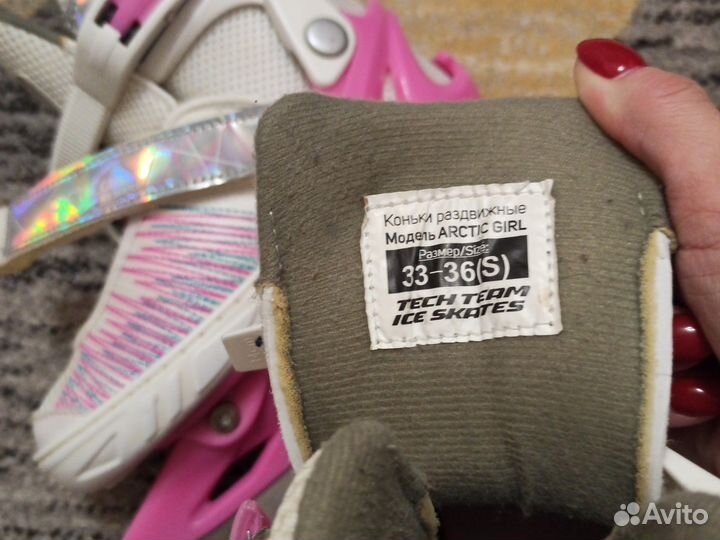 Коньки раздвижные
Модель ARCTIC GIRL
Размер/Size:
33-36(S)
TECH TEAM
ICE SKATES
Avito